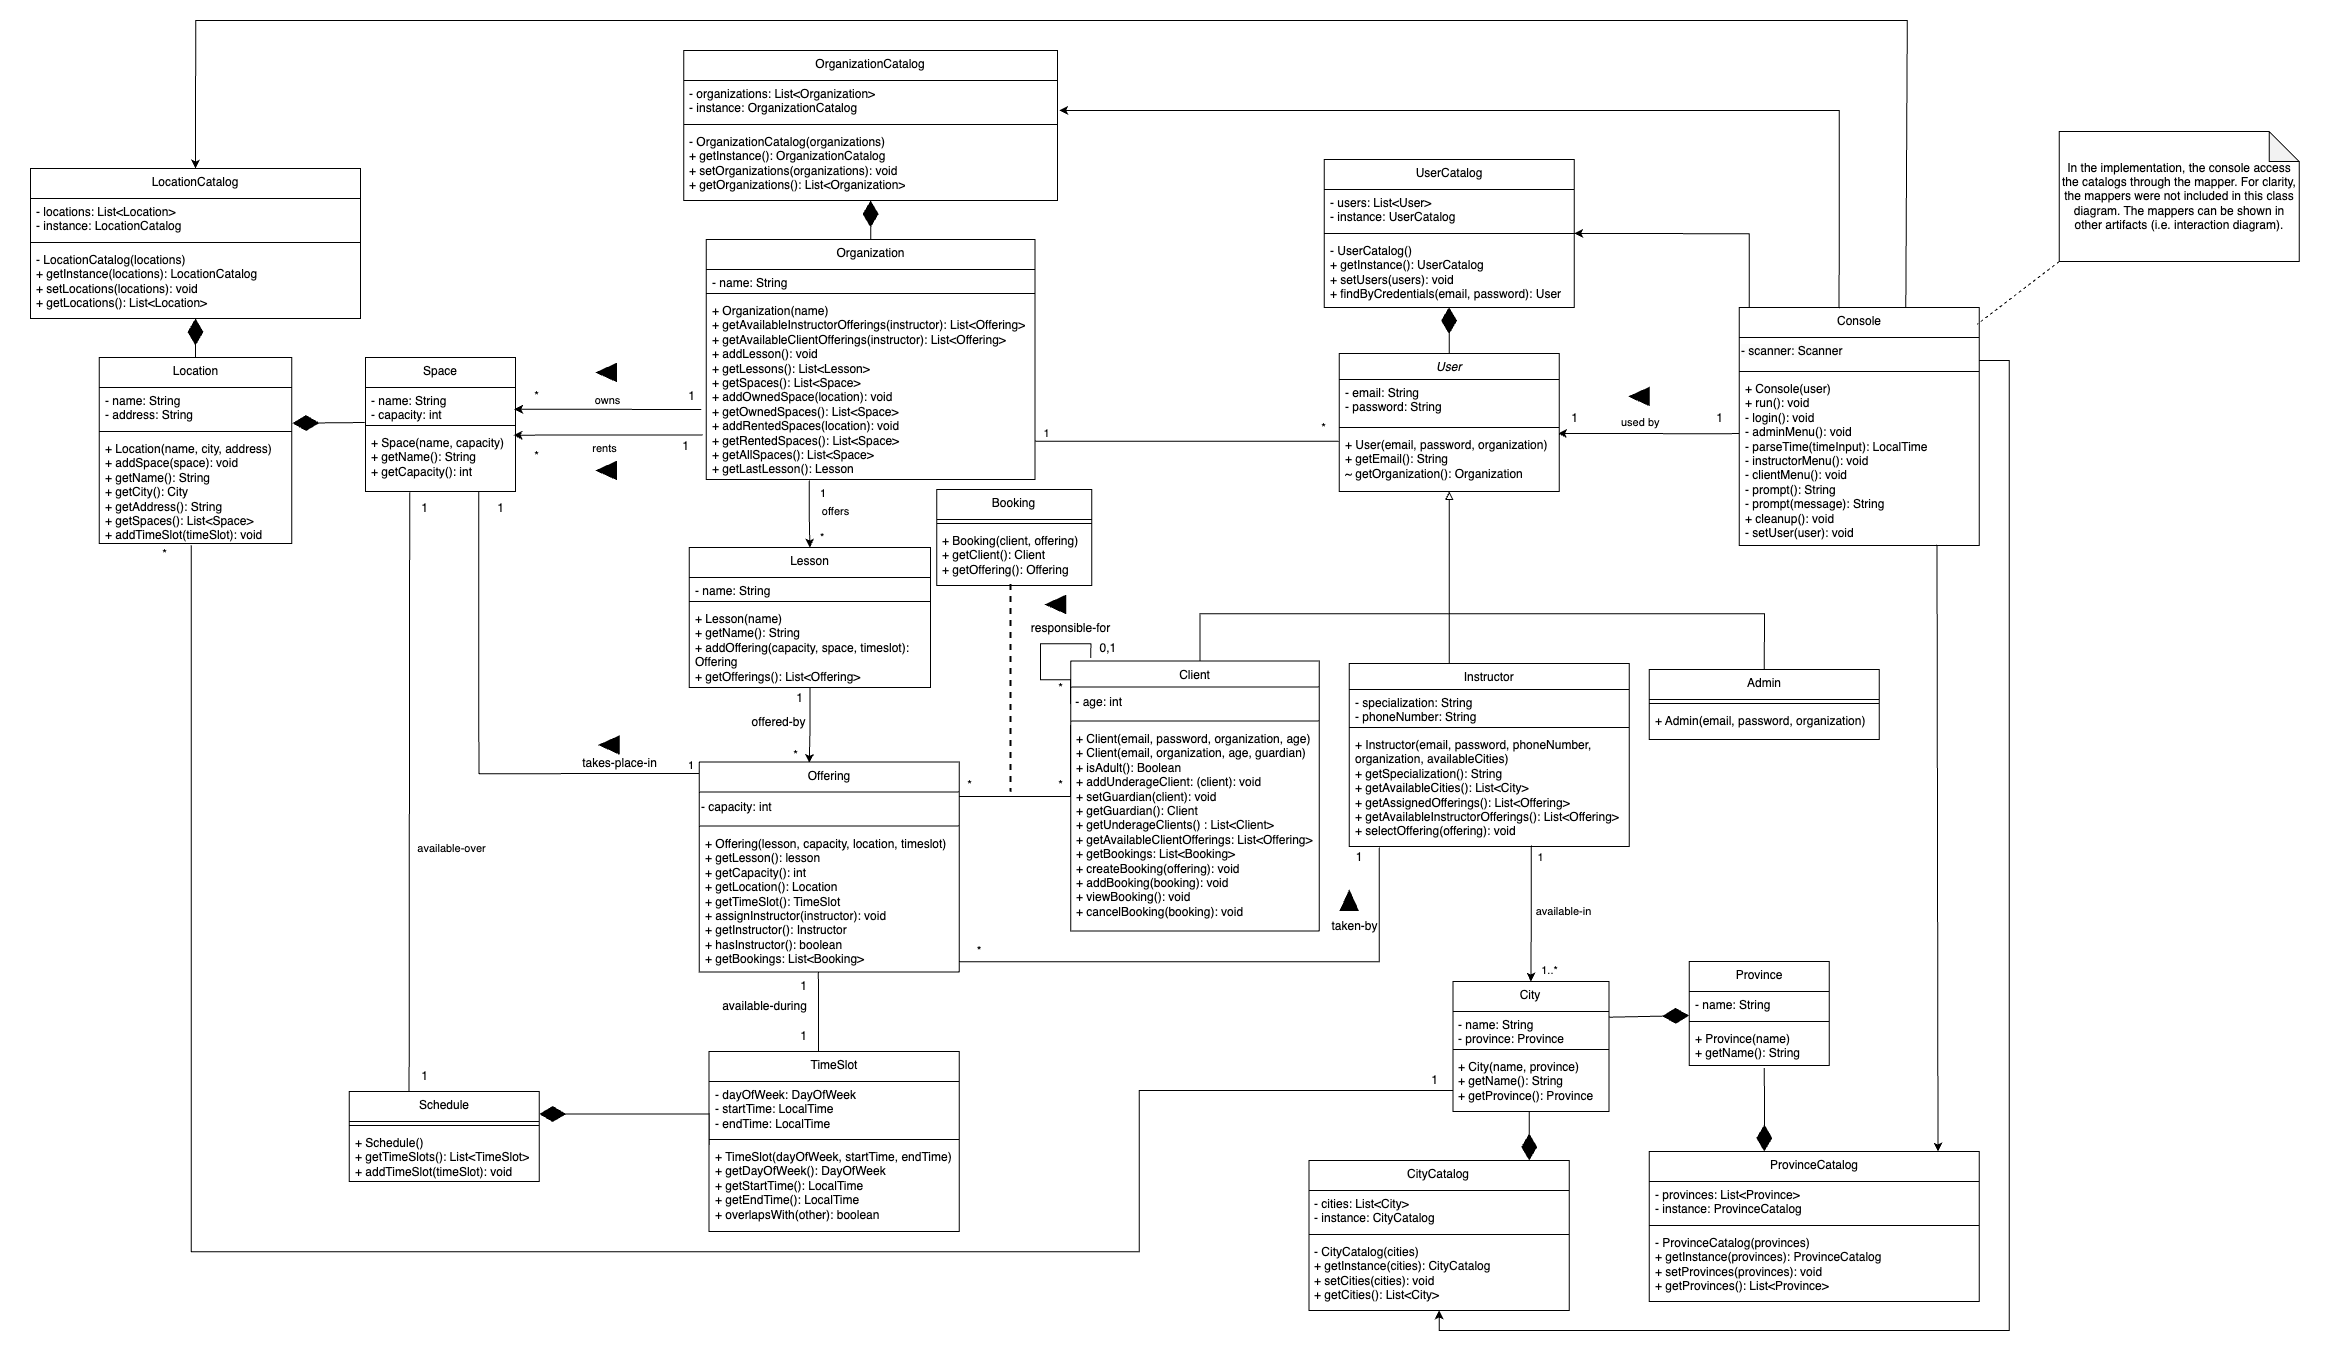 OrganizationCatalog
- organizations: List<Organization>
- instance: OrganizationCatalog
- OrganizationCatalog(organizations)
+ getInstance(): OrganizationCatalog
+ setOrganizations(organizations): void
+ getOrganizations(): List<Organization>
LocationCatalog
- locations: List<Location>
- instance: LocationCatalog
- LocationCatalog(locations)
+ getInstance(locations): LocationCatalog
+ setLocations(locations): void
+ getLocations(): List<Location>
UserCatalog
- users: List<User>
- instance: UserCatalog
- UserCatalog()
+ getInstance(): UserCatalog
+ setUsers(users): void
+ findByCredentials(email, password): User
In the implementation, the console access
the catalogs through the mapper. For clarity,
the mappers were not included in this class
diagram. The mappers can be shown in
other artifacts (i.e. interaction diagram).
Organization
- name: String
+ Organization(name)
+ getAvailableInstructorOfferings(instructor): List<Offering>
+ getAvailableClientOfferings(instructor): List<Offering>
+ addLesson(): void
+ getLessons(): List<Lesson>
+ getSpaces(): List<Space>
+ addOwnedSpace(location): void
+ getOwnedSpaces(): List<Space>
+ addRentedSpaces(location): void
+ getRentedSpaces(): List<Space>
+ getAllSpaces(): List<Space>
+ getLastLesson(): Lesson
Location
- name: String
- address: String
+ Location(name, city, address)
+ addSpace(space): void
+ getName(): String
+ getCity(): City
+ getAddress(): String
+ getSpaces(): List<Space>
+ addTimeSlot(timeSlot): void
*
Space
- name: String
- capacity: int
+ Space(name, capacity)
+ getName(): String
+ getCapacity(): int
1
1
*
owns
1
*
rents
1
1
*
User
- email: String
- password: String
+ User(email, password, organization)
+ getEmail(): String
~ getOrganization(): Organization
1
used by
1
Console
- scanner: Scanner
+ Console(user)
+ run(): void
- login(): void
- adminMenu(): void
- parseTime(timeInput): LocalTime
- instructorMenu(): void
- clientMenu(): void
- prompt(): String
- prompt(message): String
+ cleanup(): void
- setUser(user): void
1
offers
*
Booking
+ Booking(client, offering)
+ getClient(): Client
+ getOffering(): Offering
Lesson
- name: String
+ Lesson(name)
+ getName(): String
+ addOffering(capacity, space, timeslot):
Offering
+ getOfferings(): List<Offering>
1
offered-by
*
responsible-for
0,1
*
Client
- age: int
+ Client(email, password, organization, age)
+ Client(email, organization, age, guardian)
+ isAdult(): Boolean
+ addUnderageClient: (client): void
+ setGuardian(client): void
+ getGuardian(): Client
+ getUnderageClients() : List<Client>
+ getAvailableClientOfferings: List<Offering>
+ getBookings: List<Booking>
+ createBooking(offering): void
+ addBooking(booking): void
+ viewBooking(): void
+ cancelBooking(booking): void
Instructor
- specialization: String
- phoneNumber: String
+ Instructor(email, password, phoneNumber,
organization, availableCities)
+ getSpecialization(): String
+ getAvailableCities(): List<City>
+ getAssignedOfferings(): List<Offering>
+ getAvailableInstructorOfferings(): List<Offering>
+ selectOffering(offering): void
Admin
+ Admin(email, password, organization)
takes-place-in
1
Offering
- capacity: int
+ Offering(lesson, capacity, location, timeslot)
+ getLesson(): lesson
+ getCapacity(): int
+ getLocation(): Location
+ getTimeSlot(): TimeSlot
+ assignInstructor(instructor): void
+ getInstructor(): Instructor
+ hasInstructor(): boolean
+ getBookings: List<Booking>
*
*
available-over
1
taken-by
*
1
available-in
1..*
1
available-during
1
City
- name: String
- province: Province
+ City(name, province)
+ getName(): String
+ getProvince(): Province
1
Province
- name: String
+ Province(name)
+ getName(): String
1
Schedule
+ Schedule()
+ getTimeSlots(): List<TimeSlot>
+ addTimeSlot(timeSlot): void
TimeSlot
- dayOfWeek: DayOfWeek
- startTime: LocalTime
- endTime: LocalTime
+ TimeSlot(dayOfWeek, startTime, endTime)
+ getDayOfWeek(): DayOfWeek
+ getStartTime(): LocalTime
+ getEndTime(): LocalTime
+ overlapsWith(other): boolean
CityCatalog
- cities: List<City>
- instance: CityCatalog
- CityCatalog(cities)
+ getInstance(cities): CityCatalog
+ setCities(cities): void
+ getCities(): List<City>
ProvinceCatalog
- provinces: List<Province>
- instance: ProvinceCatalog
- ProvinceCatalog(provinces)
+ getInstance(provinces): ProvinceCatalog
+ setProvinces(provinces): void
+ getProvinces(): List<Province>